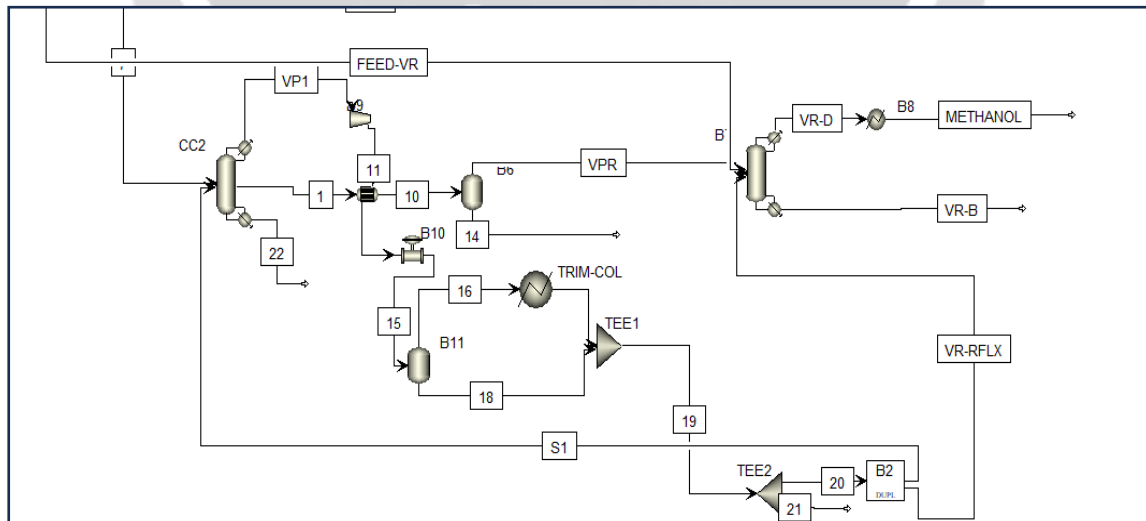 FEED-VR
VP1
B8
VR-D
METHANOL
CC2
11
B6
VPR
1
10
VR-B
14
22
B10
TRIM-COL
16
15
TEE1
B11
VR-RFLX
18
19
S1
TEE2
20
B2
DUPL
21